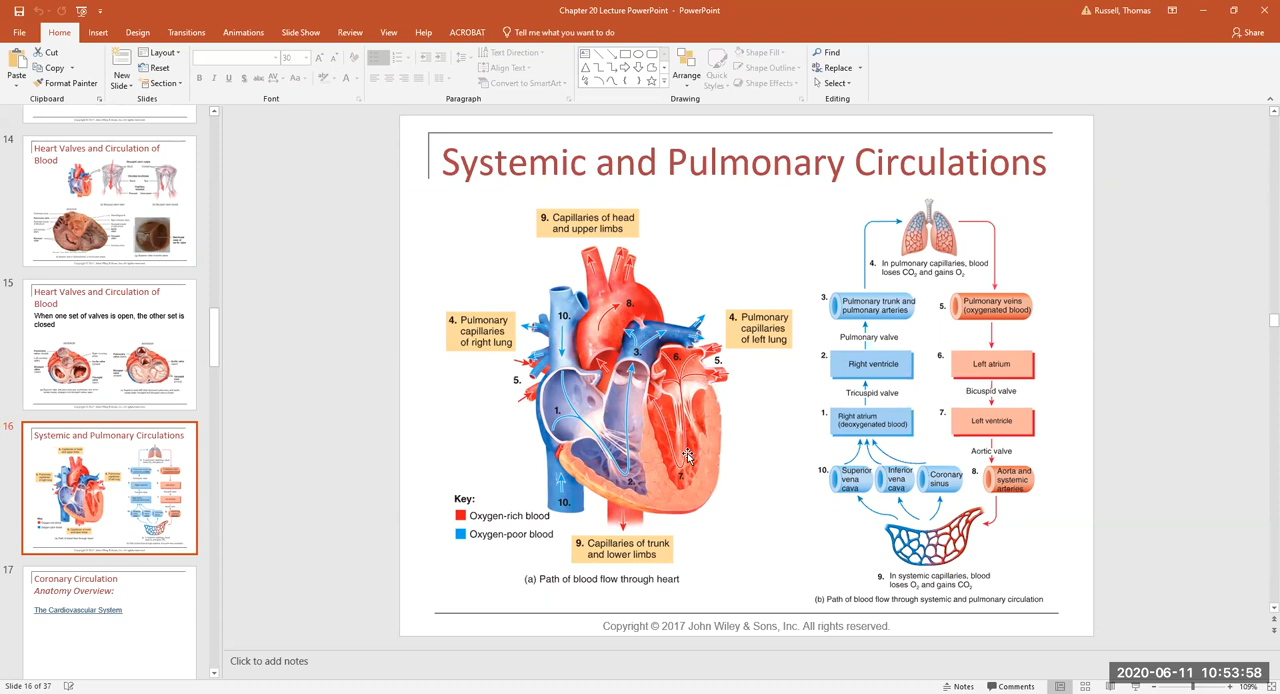 Chapter 20 Lecture PowerPoint - PowerPoint
Russell, Thomas
File Home Insert Design Transitions Animations Slide Show Review View Help ACROBAT Tell me what you want to do
Share
Paste
Cut
Copy
Format Painter
Clipboard
New
Slide
Layout
Reset
Section
Slides
30
Font
Text Direction
Align Text
Convert to SmartArt
Paragraph
Arrange
Quick
Styles
Shape Fill
Shape Outline
Shape Effects
Drawing
Find
Replace
Select
Editing
14
Heart Valves and Circulation of
Blood
15
Heart Valves and Circulation of
Blood
When one set of valves is open, the other set is
closed
16
Systemic and Pulmonary Circulations
17
Coronary Circulation
Anatomy Overview:
The Cardiovascular System
Systemic and Pulmonary Circulations
9. Capillaries of head
and upper limbs
4. Pulmonary
capillaries
of right lung
4. Pulmonary
capillaries
of left lung
10.
8.
3.
6.
5.
5.
1.
2.
7.
10.
Key:
Oxygen-rich blood
Oxygen-poor blood
9. Capillaries of trunk
and lower limbs
(a) Path of blood flow through heart
4. In pulmonary capillaries, blood
loses CO2 and gains O2
3. Pulmonary trunk and
pulmonary arteries
5. Pulmonary veins
(oxygenated blood)
Pulmonary valve
2. Right ventricle
6. Left atrium
Tricuspid valve
Bicuspid valve
1. Right atrium
(deoxygenated blood)
7. Left ventricle
Aortic valve
10. Superior
vena
cava
Inferior
vena
cava
Coronary
sinus
8. Aorta and
systemic
arteries
9. In systemic capillaries, blood
loses O2 and gains CO2
(b) Path of blood flow through systemic and pulmonary circulation
Copyright © 2017 John Wiley & Sons, Inc. All rights reserved.
Click to add notes
Slide 16 of 37
Notes
Comments
109%
2020-06-11 10:53:58